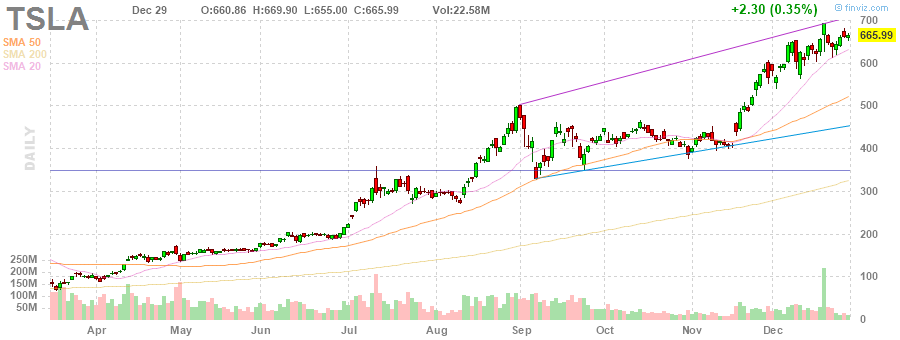 TSLA Dec 29 O:660.86 H:669.90 L:655.00 C:665.99 Vol:22.58M +2.30 (0.35%) © finviz.com
SMA 50
SMA 200
SMA 20
DAILY
700
665.99
600
500
400
300
200
100
0
250M
200M
150M
100M
50M
Apr May Jun Jul Aug Sep Oct Nov Dec